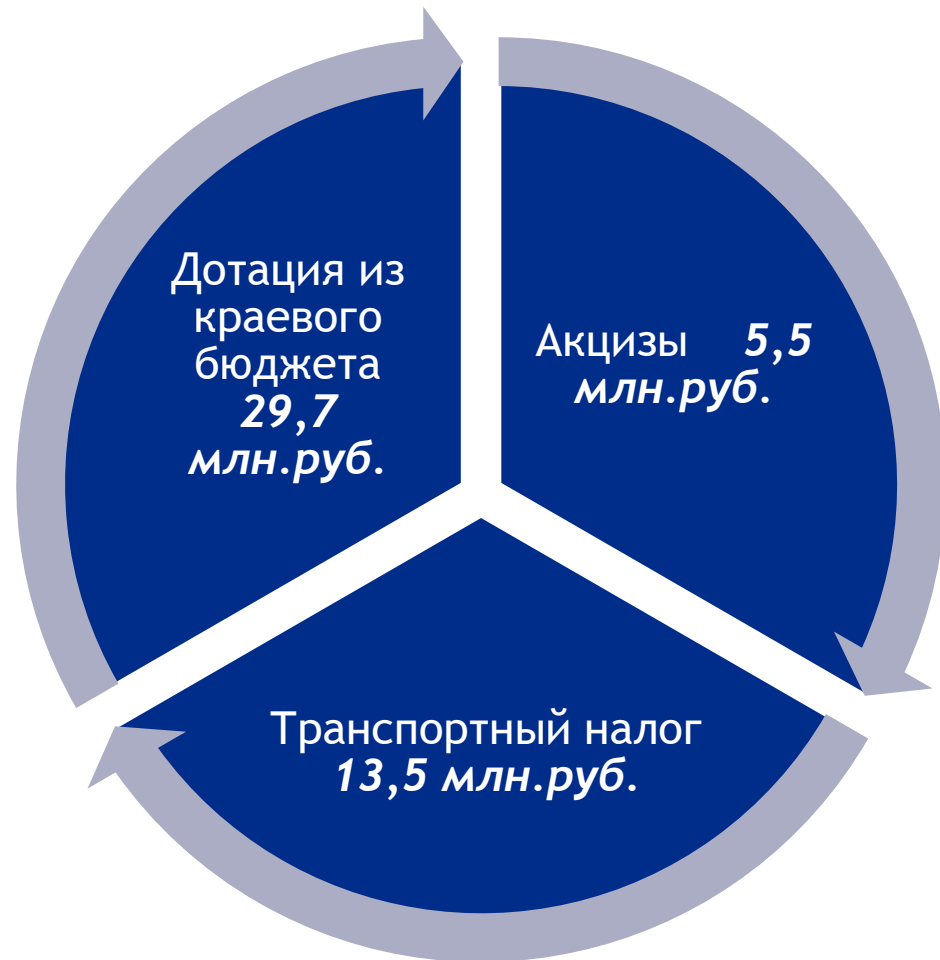 Дотация из
краевого
бюджета
29,7
млн.руб.
Акцизы 5,5
млн.руб.
Транспортный налог
13,5 млн.руб.